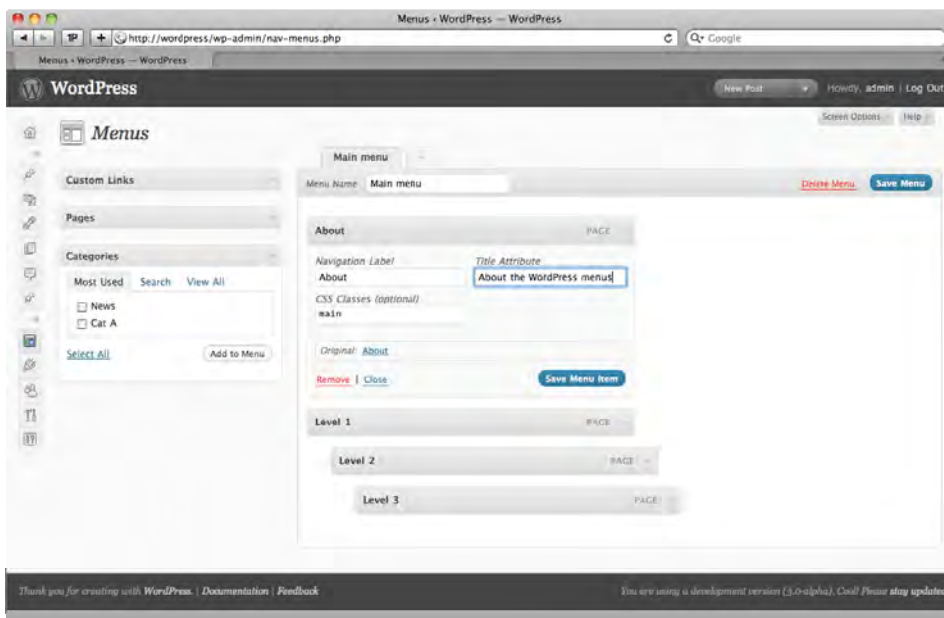 Menus ‹ WordPress — WordPress
http://wordpress/wp-admin/nav-menus.php
Google
Menus ‹ WordPress — WordPress
WordPress
New Post
Howdy, admin | Log Out
Screen Options
Help
Menus
Main menu
Custom Links
Menu Name
Main menu
Delete Menu
Save Menu
Pages
About
PAGE
Categories
Navigation Label
Title Attribute
Most Used
Search
View All
About
About the WordPress menus
CSS Classes (optional)
News
main
Cat A
Select All
Add to Menu
Original: About
Remove | Close
Save Menu Item
Level 1
PAGE
Level 2
PAGE
Level 3
PAGE
Thank you for creating with WordPress. | Documentation | Feedback
You are using a development version (3.0-alpha). Cool! Please stay updated